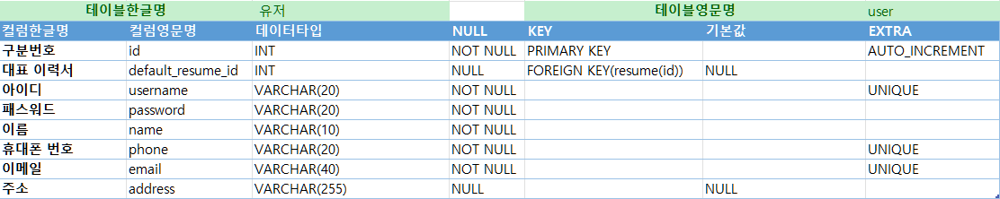 테이블한글명 유저 테이블영문명 user
컬럼한글명 컬럼영문명 데이터타입 NULL KEY 기본값 EXTRA
구분번호 id INT NOT NULL PRIMARY KEY AUTO_INCREMENT
대표 이력서 default_resume_id INT NULL FOREIGN KEY(resume(id)) NULL
아이디 username VARCHAR(20) NOT NULL UNIQUE
패스워드 password VARCHAR(20) NOT NULL
이름 name VARCHAR(10) NOT NULL
휴대폰 번호 phone VARCHAR(20) NOT NULL UNIQUE
이메일 email VARCHAR(40) NOT NULL UNIQUE
주소 address VARCHAR(255) NULL NULL